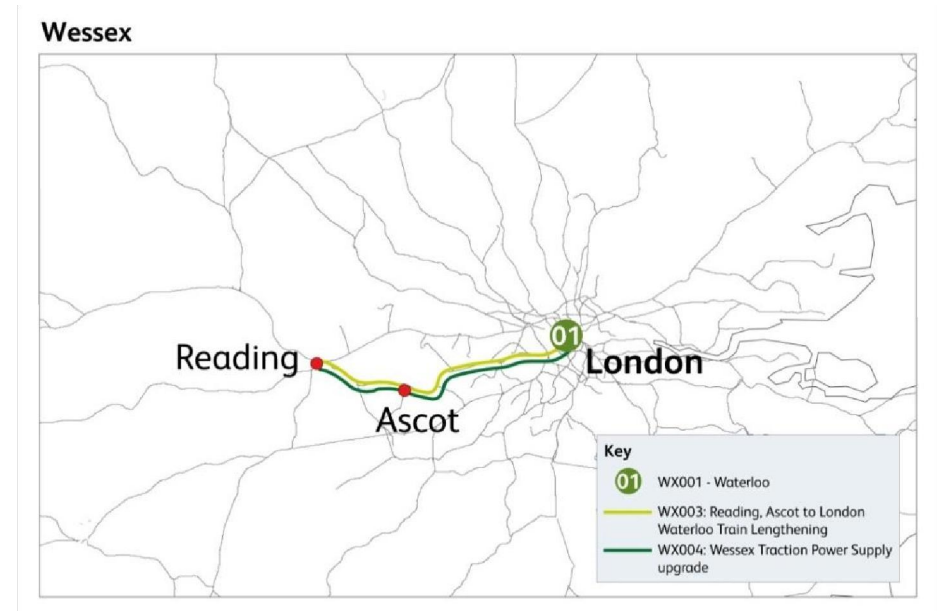 Wessex
01
Reading
London
Ascot
Key
01 WX001 - Waterloo
WX003: Reading, Ascot to London
Waterloo Train Lengthening
WX004: Wessex Traction Power Supply
upgrade